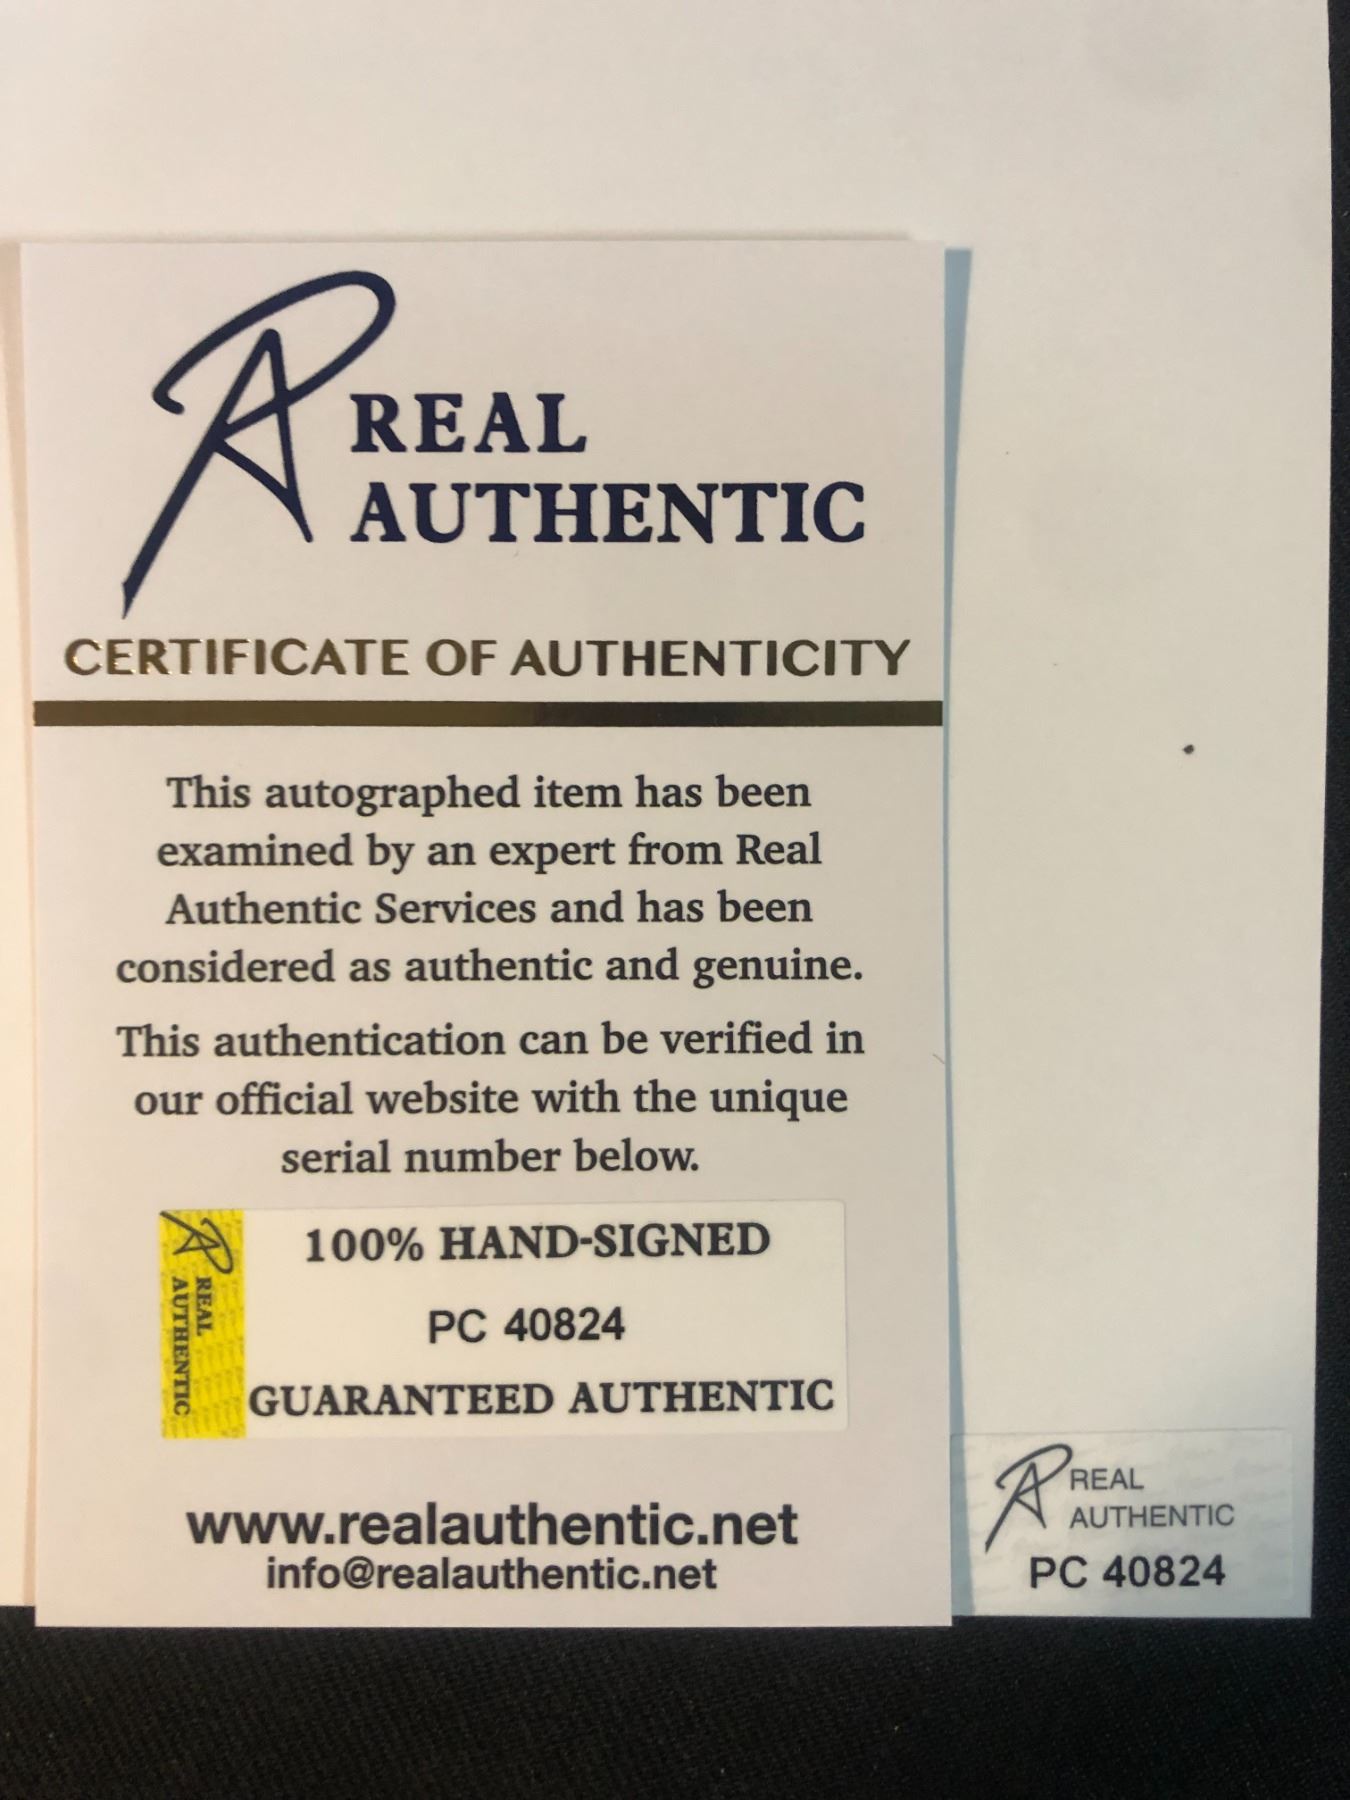 REAL
AUTHENTIC
CERTIFICATE OF AUTHENTICITY
This autographed item has been
examined by an expert from Real
Authentic Services and has been
considered as authentic and genuine.
This authentication can be verified in
our official website with the unique
serial number below.
REAL
AUTHENTIC
100% HAND-SIGNED
PC 40824
GUARANTEED AUTHENTIC
www.realauthentic.net
info@realauthentic.net
REAL
AUTHENTIC
PC 40824